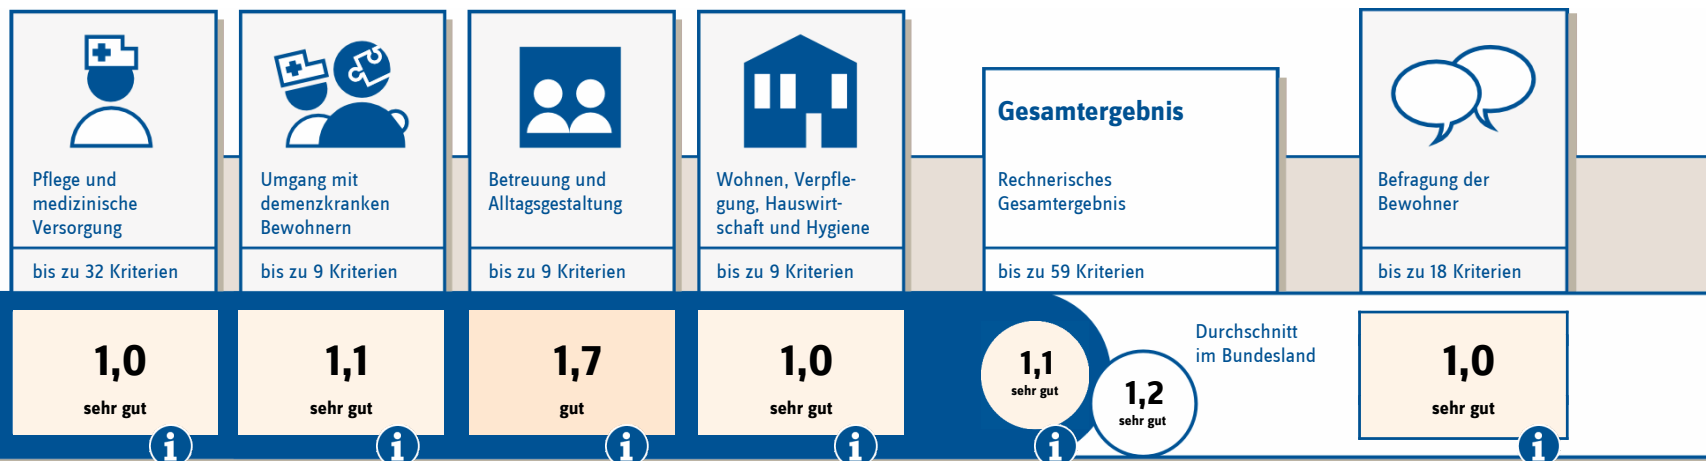 Pflege und
medizinische
Versorgung
bis zu 32 Kriterien
1,0
sehr gut
Umgang mit
demenzkranken
Bewohnern
bis zu 9 Kriterien
1,1
sehr gut
Betreuung und
Alltagsgestaltung
bis zu 9 Kriterien
1,7
gut
Wohnen, Verpfle-
gung, Hauswirt-
schaft und Hygiene
bis zu 9 Kriterien
1,0
sehr gut
Gesamtergebnis
Rechnerisches
Gesamtergebnis
bis zu 59 Kriterien
1,1
sehr gut
Durchschnitt
im Bundesland
1,2
sehr gut
Befragung der
Bewohner
bis zu 18 Kriterien
1,0
sehr gut